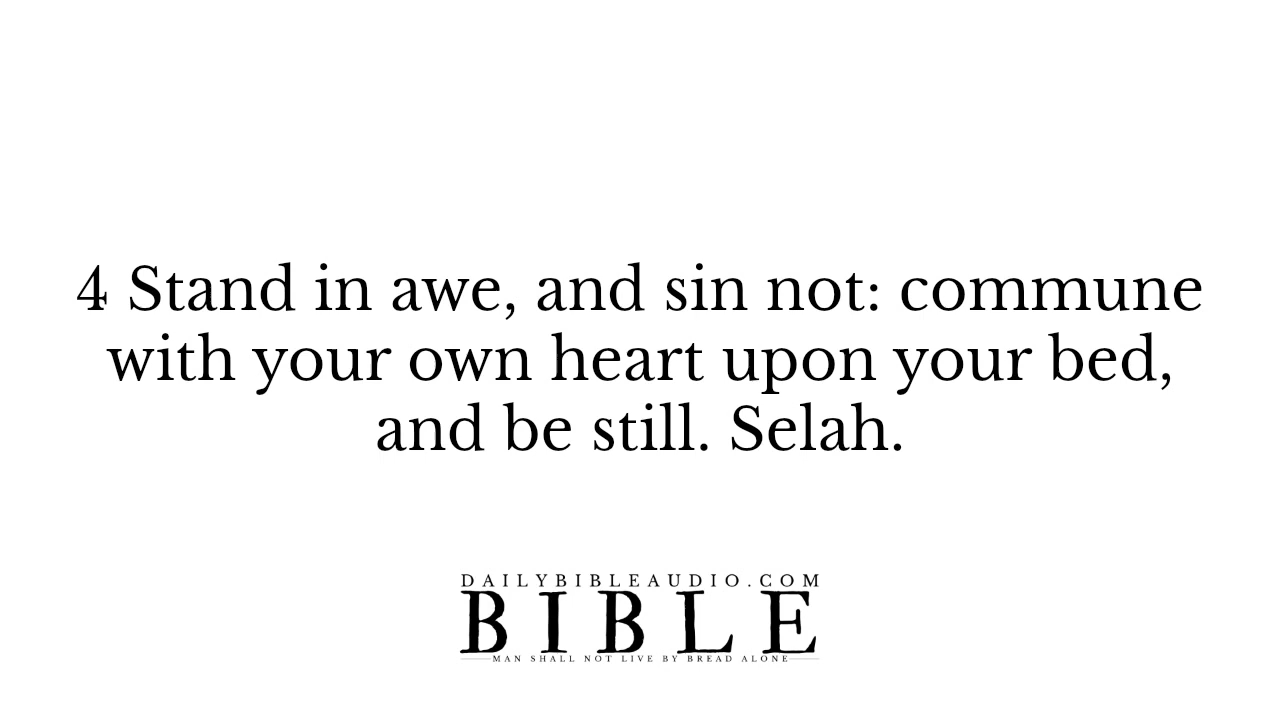 4 Stand in awe, and sin not: commune
with your own heart upon your bed,
and be still. Selah.
DAILYBIBLEAUDIO.COM
BIBLE
MAN SHALL NOT LIVE BY BREAD ALONE